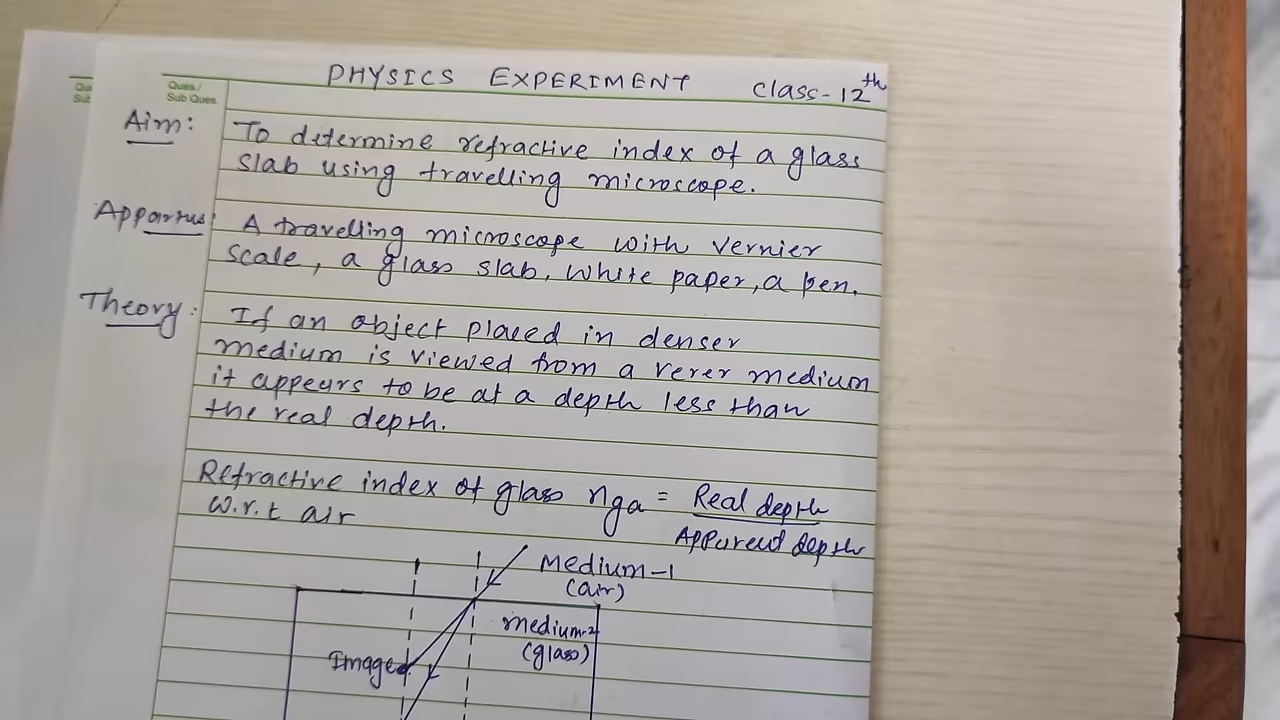 PHYSICS EXPERIMENT class-12th
Ques./
Sub Ques.
Aim: To determine refractive index of a glass
slab using travelling microscope.
Appartus: A travelling microscope with vernier
scale, a glass slab, white paper, a pen.
Theory: If an object placed in denser
medium is viewed from a rerer medium
it appears to be at a depth less than
the real depth.
Refractive index of glass nga = Real depth
w.r.t air Apparent depth
Medium-1
(air)
medium-2
(glass)
Image